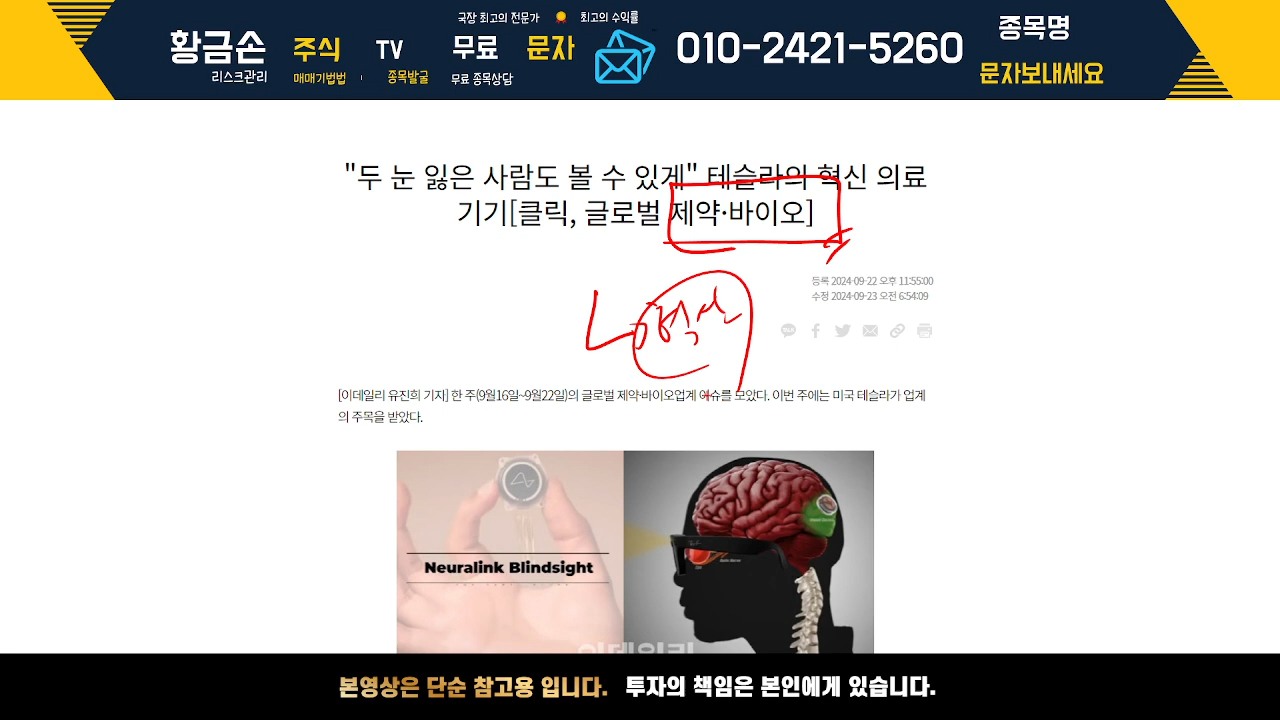 국장 최고의 전문가 최고의 수익률
황금손 주식 TV 무료 문자 010-2421-5260 종목명
리스크관리 매매기법법 종목발굴 무료 종목상담 문자보내세요
"두 눈 잃은 사람도 볼 수 있게" 테슬라의 혁신 의료
기기[클릭, 글로벌 제약·바이오]
등록 2024-09-22 오후 11:55:00
수정 2024-09-23 오전 6:54:09
혁신
[이데일리 유진희 기자] 한 주(9월16일~9월22일)의 글로벌 제약·바이오업계 이슈를 모았다. 이번 주에는 미국 테슬라가 업계
의 주목을 받았다.
Neuralink Blindsight
이데일리
본영상은 단순 참고용 입니다. 투자의 책임은 본인에게 있습니다.